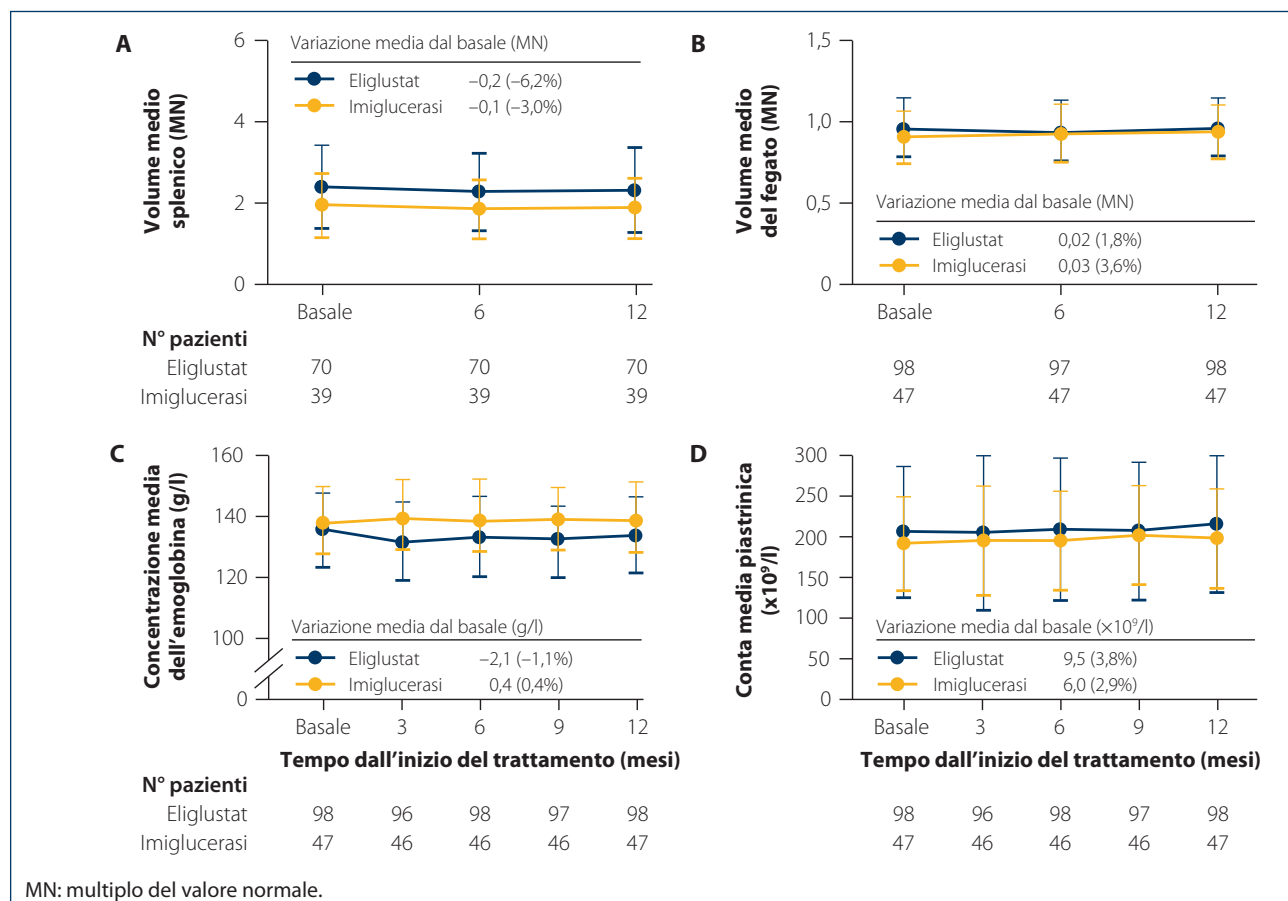 A
Volume medio
splenico (MN)
6
4
2
0
Variazione media dal basale (MN)
Eliglustat –0,2 (–6,2%)
Imiglucerasi –0,1 (–3,0%)
Basale 6 12
N° pazienti
Eliglustat 70 70 70
Imiglucerasi 39 39 39
B
Volume medio
del fegato (MN)
1,5
1,0
0,5
0
Variazione media dal basale (MN)
Eliglustat 0,02 (1,8%)
Imiglucerasi 0,03 (3,6%)
Basale 6 12
98 97 98
47 47 47
C
Concentrazione media
dell’emoglobina (g/l)
160
140
120
100
0
Variazione media dal basale (g/l)
Eliglustat –2,1 (–1,1%)
Imiglucerasi 0,4 (0,4%)
Basale 3 6 9 12
Tempo dall’inizio del trattamento (mesi)
N° pazienti
Eliglustat 98 96 98 97 98
Imiglucerasi 47 46 46 46 47
D
Conta media piastrinica
(x10⁹/l)
300
250
200
150
100
50
0
Variazione media dal basale (×10⁹/l)
Eliglustat 9,5 (3,8%)
Imiglucerasi 6,0 (2,9%)
Basale 3 6 9 12
Tempo dall’inizio del trattamento (mesi)
98 96 98 97 98
47 46 46 46 47
MN: multiplo del valore normale.